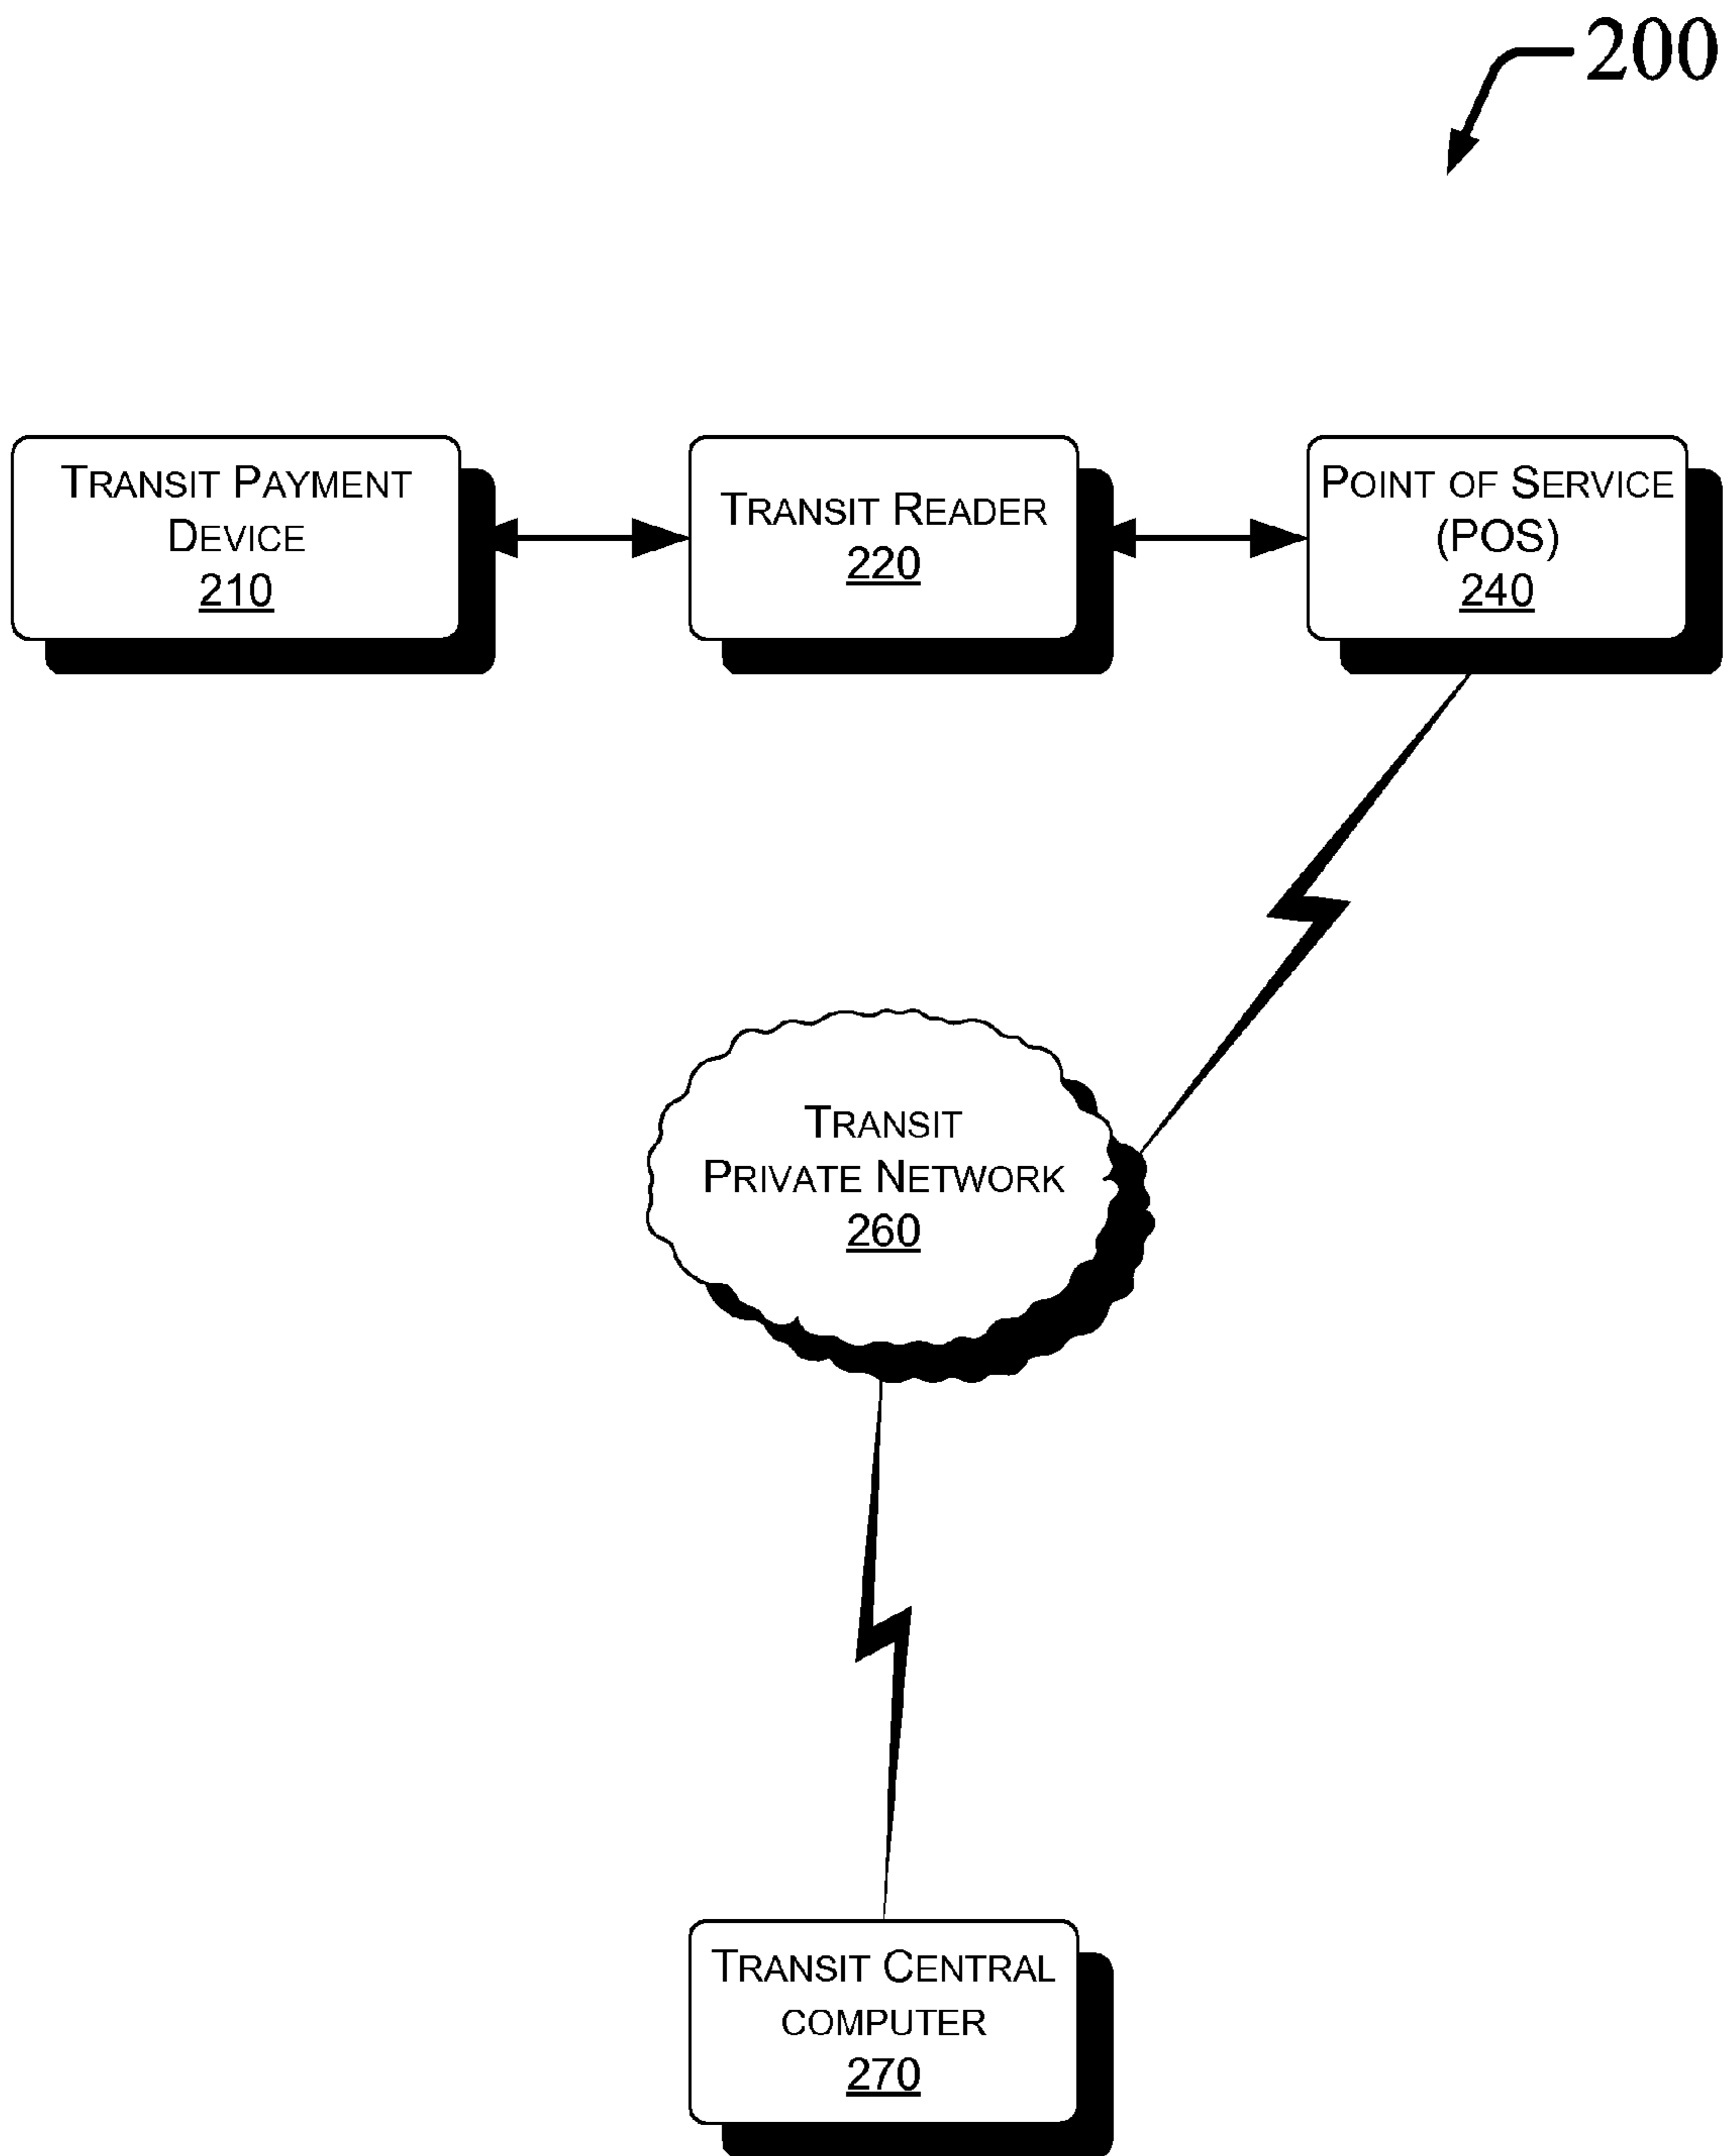 200
Transit Payment
Device
210
Transit Reader
220
Point of Service
(POS)
240
Transit
Private Network
260
Transit Central
computer
270